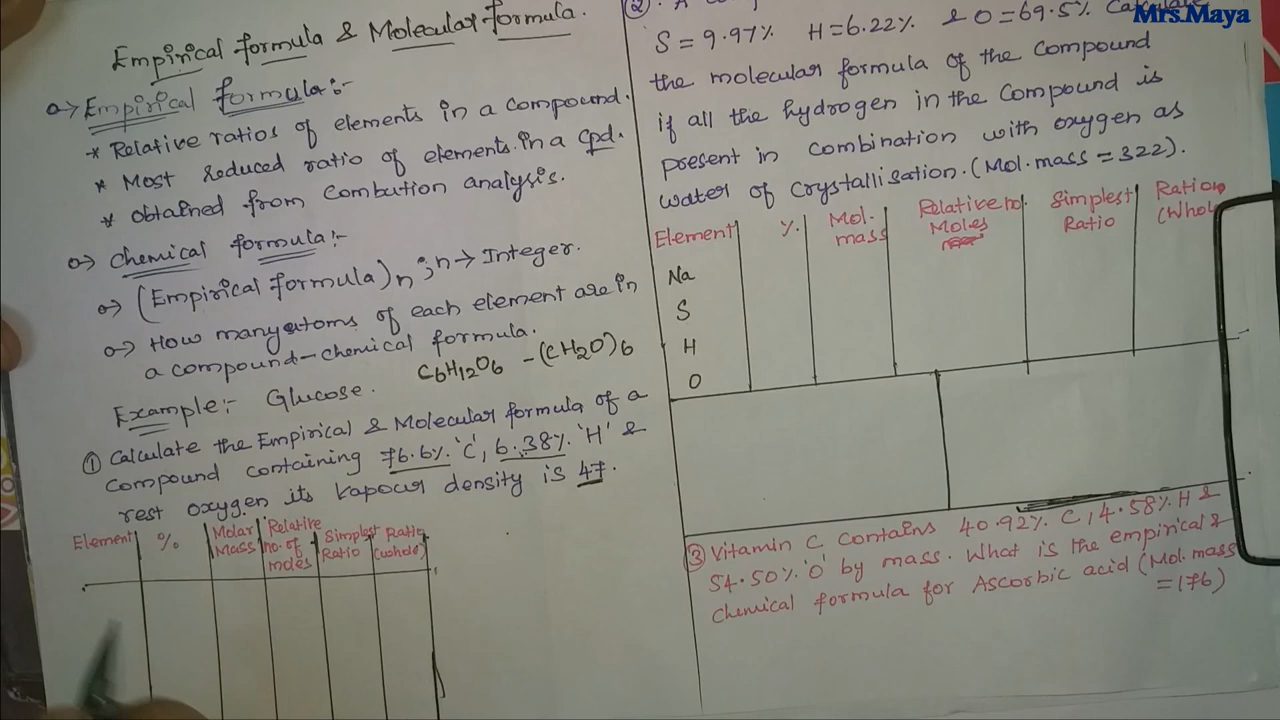 Empirical formula & Molecular formula.
Empirical formula:-
* Relative ratios of elements in a compound.
* Most reduced ratio of elements in a cpd.
* Obtained from Combution analysis.
Chemical formula:-
(Empirical formula)n ; n → Integer.
How many atoms of each element are in
a compound - chemical formula.
Example:- Glucose. C6H12O6 - (CH2O)6
① Calculate the Empirical & Molecular formula of a
compound containing 76.6% 'C', 6.38% 'H' &
rest oxygen its vapour density is 47.
Element % Molar Mass Relative no. of moles Simplest Ratio Ratio (whole)
②. A
S = 9.97% H = 6.22% & O = 69.5% Calculate
Mrs.Maya
the molecular formula of the compound
if all the hydrogen in the compound is
present in combination with oxygen as
water of crystallisation. (Mol. mass = 322).
Element % Mol. mass Relative no. Moles Simplest Ratio Ratio (Whol
Na
S
H
O
③ Vitamin C contains 40.92% C, 4.58% H &
54.50% 'O' by mass. What is the empirical &
chemical formula for Ascorbic acid (Mol. mass
= 176)